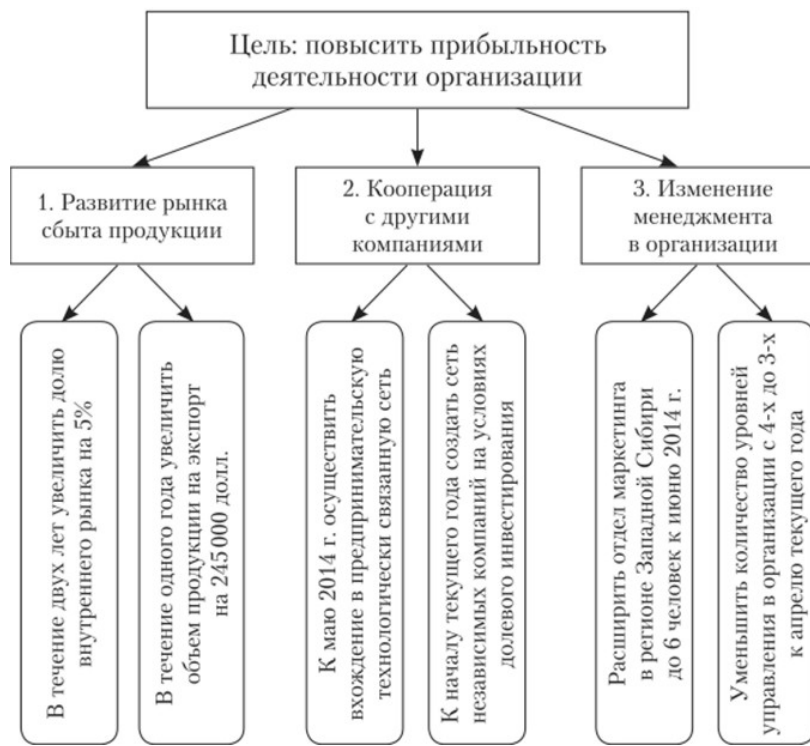 Цель: повысить прибыльность
деятельности организации
1. Развитие рынка
сбыта продукции
2. Кооперация
с другими
компаниями
3. Изменение
менеджмента
в организации
В течение двух лет увеличить долю
внутреннего рынка на 5%
В течение одного года увеличить
объем продукции на экспорт
на 245 000 долл.
К маю 2014 г. осуществить
вхождение в предпринимательскую
технологически связанную сеть
К началу текущего года создать сеть
независимых компаний на условиях
долевого инвестирования
Расширить отдел маркетинга
в регионе Западной Сибири
до 6 человек к июню 2014 г.
Уменьшить количество уровней
управления в организации с 4-х до 3-х
к апрелю текущего года